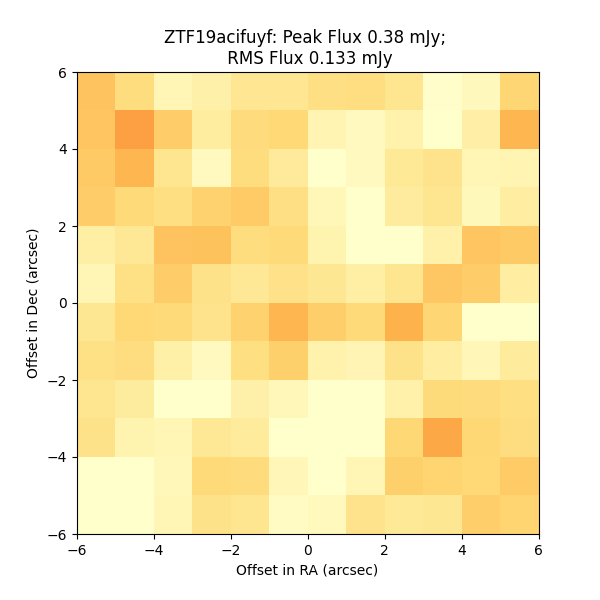 ZTF19acifuyf: Peak Flux 0.38 mJy;
RMS Flux 0.133 mJy
6
4
2
0
−2
−4
−6
Offset in Dec (arcsec)
−6 −4 −2 0 2 4 6
Offset in RA (arcsec)